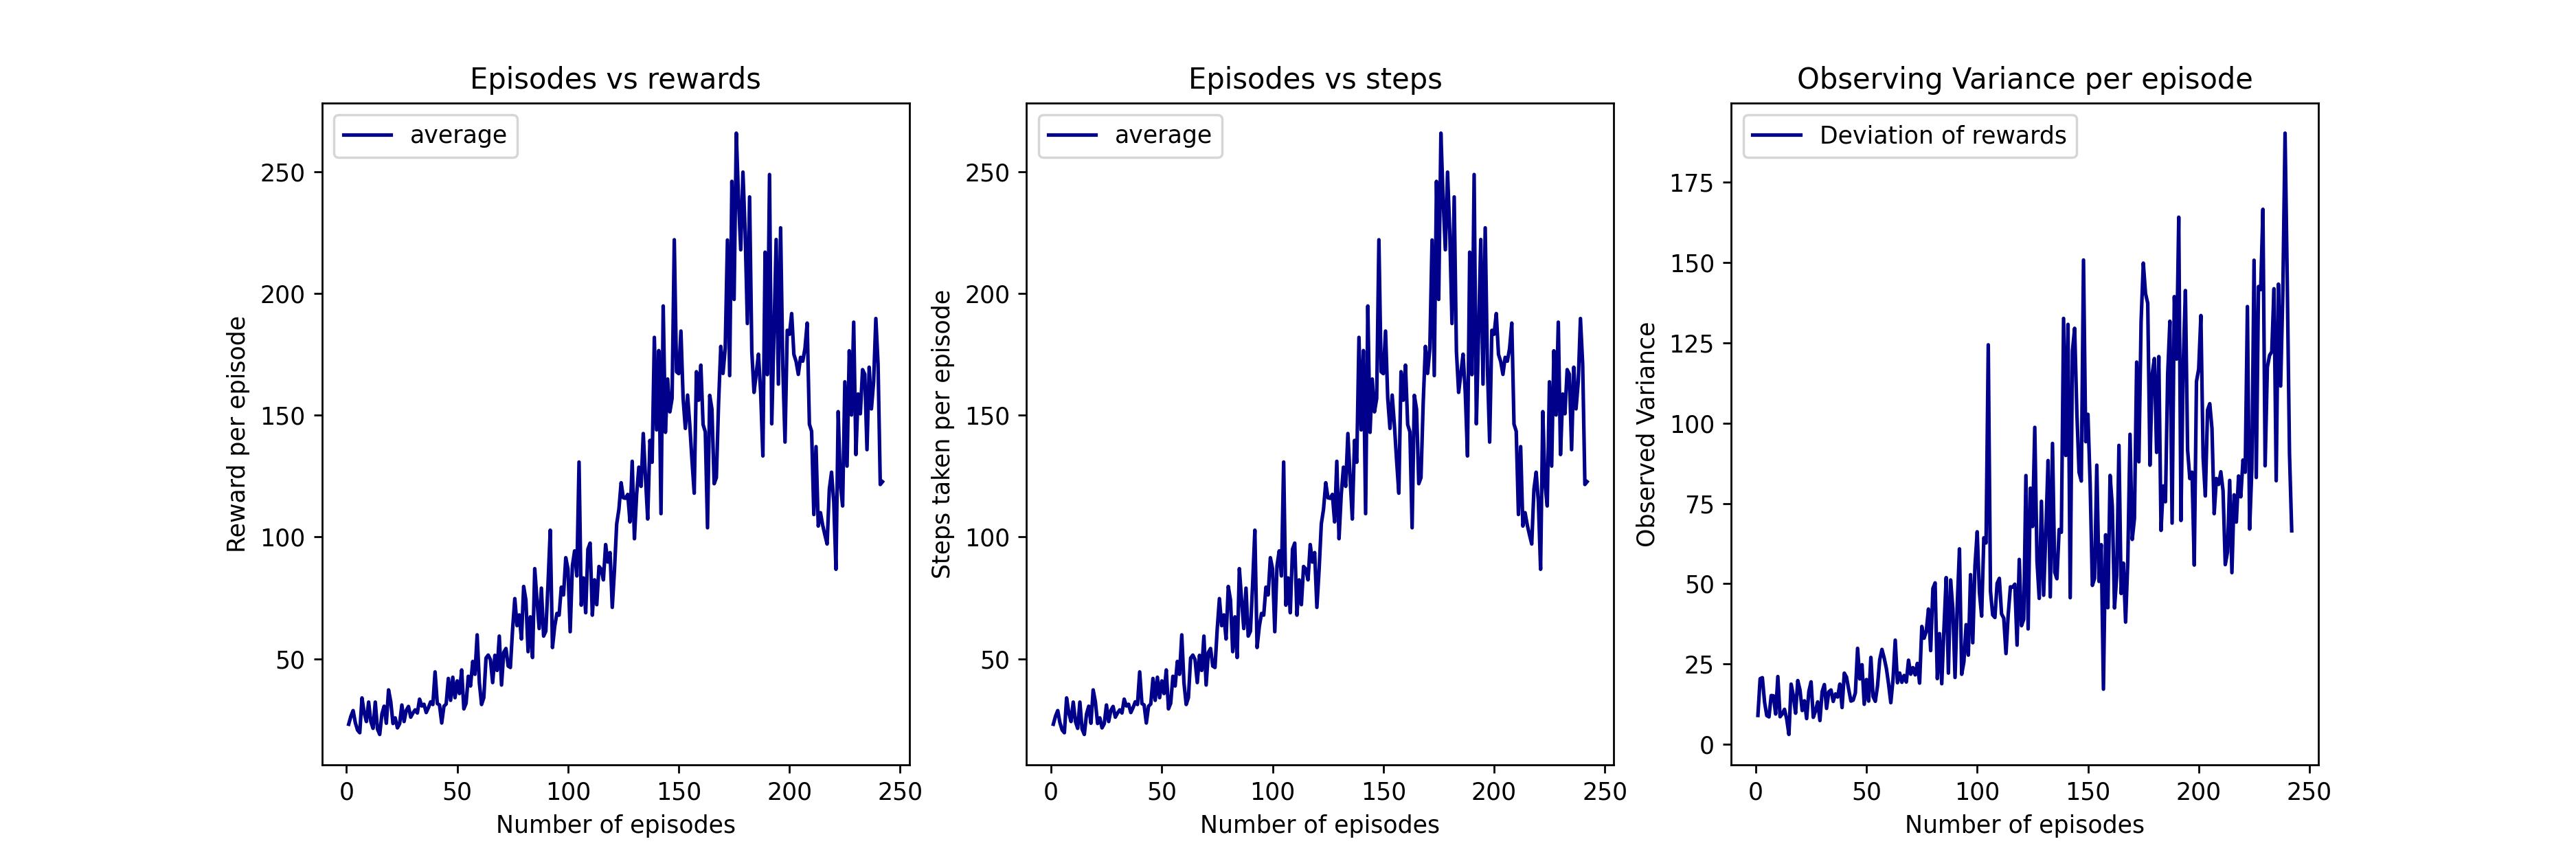 Episodes vs rewards
average
Reward per episode
250
200
150
100
50
0 50 100 150 200 250
Number of episodes
Episodes vs steps
average
Steps taken per episode
250
200
150
100
50
0 50 100 150 200 250
Number of episodes
Observing Variance per episode
Deviation of rewards
Observed Variance
175
150
125
100
75
50
25
0
0 50 100 150 200 250
Number of episodes